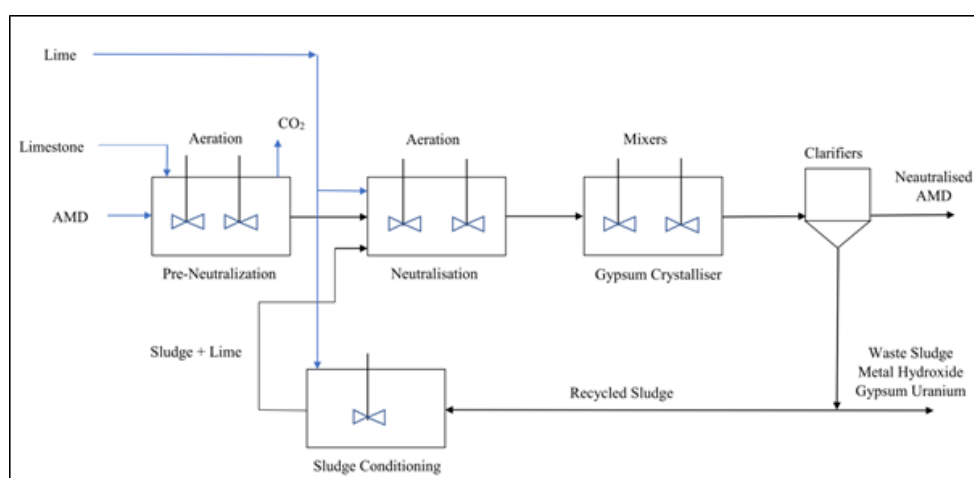 Lime
CO₂
Aeration
Aeration
Mixers
Clarifiers
Limestone
Neautralised
AMD
AMD
Pre-Neutralization
Neutralisation
Gypsum Crystalliser
Sludge + Lime
Waste Sludge
Metal Hydroxide
Gypsum Uranium
Recycled Sludge
Sludge Conditioning